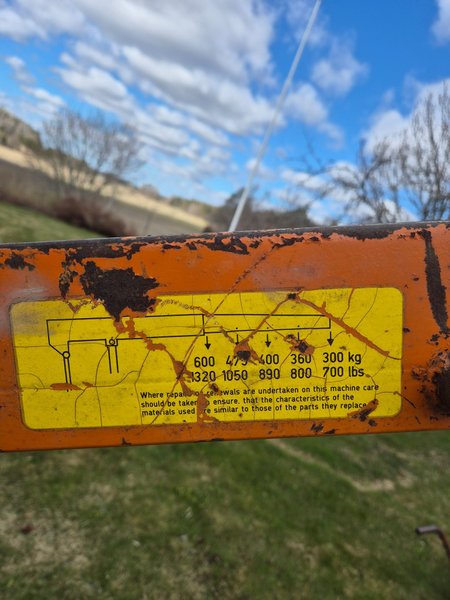 600 470 400 360 300 kg
1320 1050 890 800 700 lbs
Where repairs or renewals are undertaken on this machine care
should be taken to ensure, that the characteristics of the
materials used are similar to those of the parts they replace